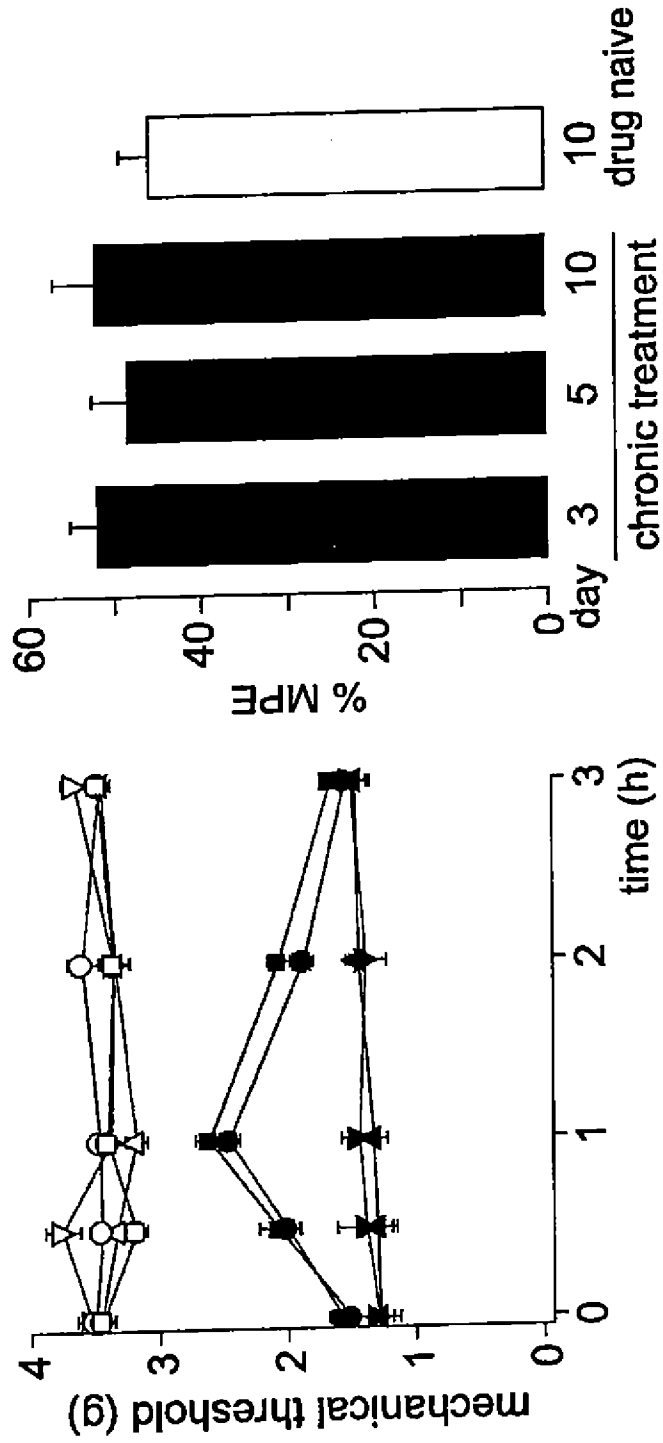 mechanical threshold (g)
4
3
2
1
0
0 1 2 3
time (h)
% MPE
60
40
20
0
day 3 5 10 10
chronic treatment drug naive